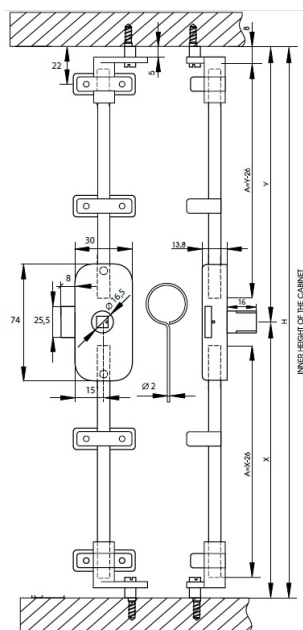 8
22
5
A=Y-26
Y
30
13,8
8
16,5
16
74
25,5
H
INNER HEIGHT OF THE CABINET
15
Ø 2
A=X-26
X